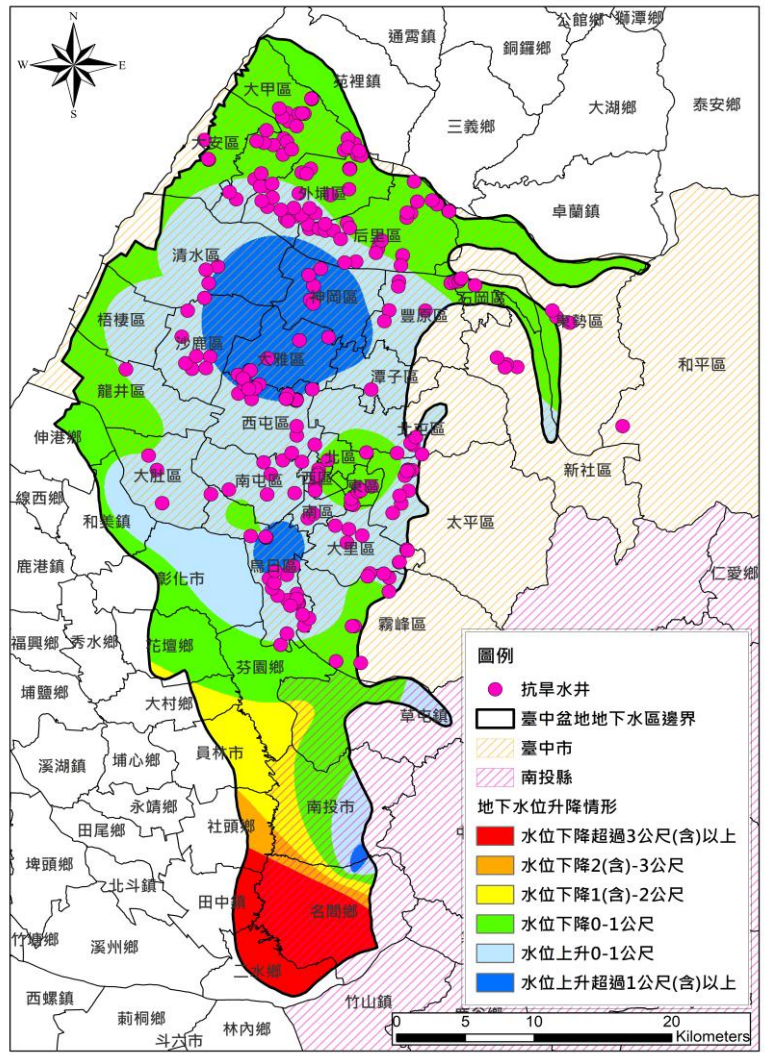 N
W
E
S
公館鄉
獅潭鄉
通霄鎮
銅鑼鄉
苑裡鎮
大甲區
大湖鄉
泰安鄉
三義鄉
大安區
外埔區
卓蘭鎮
后里區
清水區
神岡區
石岡區
梧棲區
豐原區
東勢區
沙鹿區
大雅區
和平區
潭子區
龍井區
西屯區
北屯區
伸港鄉
北區
大肚區
南屯區
西區
東區
新社區
線西鄉
南區
和美鎮
太平區
大里區
鹿港鎮
烏日區
彰化市
仁愛鄉
福興鄉
秀水鄉
花壇鄉
霧峰區
芬園鄉
埔鹽鄉
大村鄉
草屯鎮
員林市
溪湖鎮
埔心鄉
永靖鄉
南投市
田尾鄉
社頭鄉
埤頭鄉
北斗鎮
田中鎮
名間鄉
竹塘鄉
溪州鄉
二水鄉
西螺鎮
莿桐鄉
竹山鎮
斗六市
林內鄉
圖例
抗旱水井
臺中盆地地下水區邊界
臺中市
南投縣
地下水位升降情形
水位下降超過3公尺(含)以上
水位下降2(含)-3公尺
水位下降1(含)-2公尺
水位下降0-1公尺
水位上升0-1公尺
水位上升超過1公尺(含)以上
0 5 10 20
Kilometers